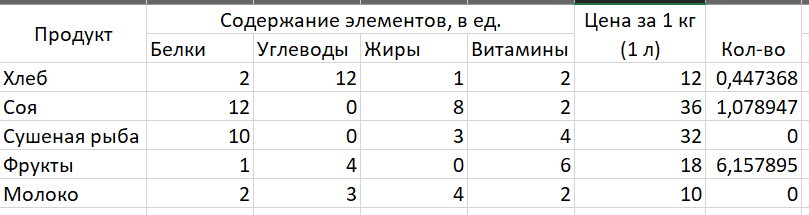 Продукт Содержание элементов, в ед. Цена за 1 кг (1 л) Кол-во
Белки Углеводы Жиры Витамины
Хлеб 2 12 1 2 12 0,447368
Соя 12 0 8 2 36 1,078947
Сушеная рыба 10 0 3 4 32 0
Фрукты 1 4 0 6 18 6,157895
Молоко 2 3 4 2 10 0